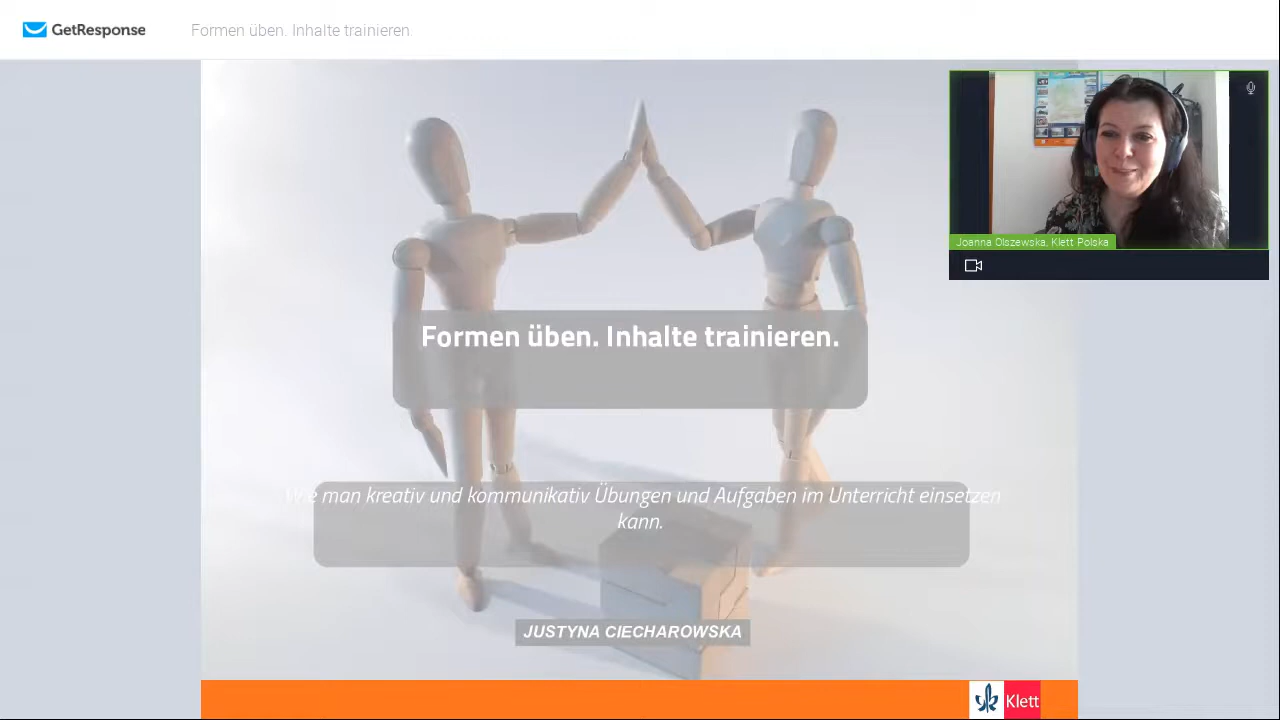 GetResponse
Formen üben. Inhalte trainieren.
Joanna Olszewska, Klett Polska
Formen üben. Inhalte trainieren.
Wie man kreativ und kommunikativ Übungen und Aufgaben im Unterricht einsetzen
kann.
JUSTYNA CIECHAROWSKA
Klett